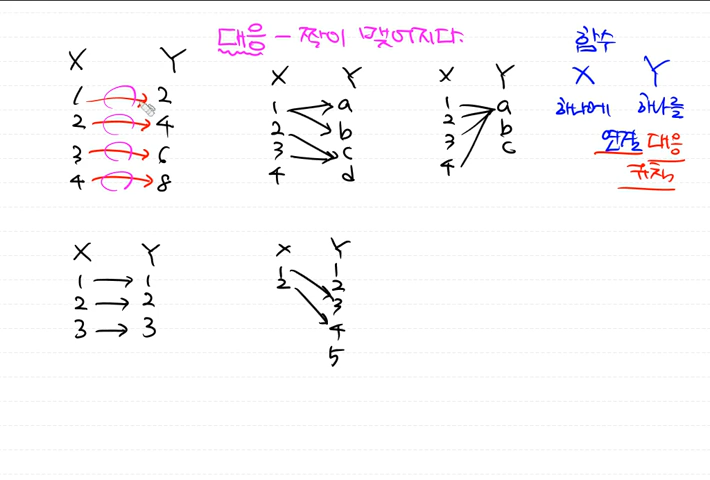 대응 - 짝이 맺어지다.
X Y
1 2
2 4
3 6
4 8
X Y
1 a
2 b
3 c
4 d
X Y
1 a
2 b
3 c
4
함수
X Y
하나에 하나를
연결 대응
규칙
X Y
1 1
2 2
3 3
X Y
1 1
2 2
3
4
5